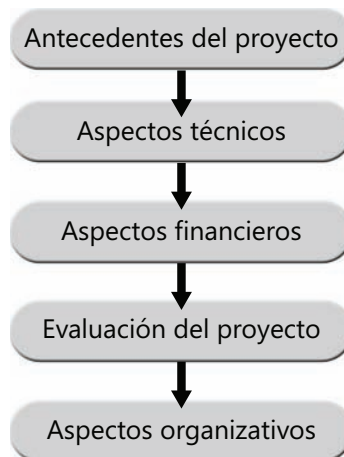 Antecedentes del proyecto
Aspectos técnicos
Aspectos financieros
Evaluación del proyecto
Aspectos organizativos